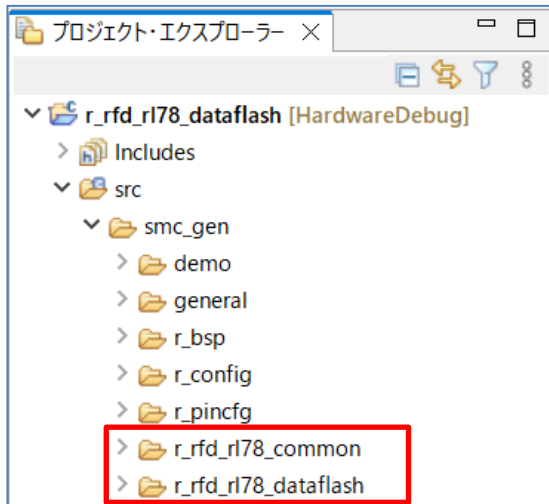 プロジェクト・エクスプローラー
r_rfd_rl78_dataflash [HardwareDebug]
Includes
src
smc_gen
demo
general
r_bsp
r_config
r_pincfg
r_rfd_rl78_common
r_rfd_rl78_dataflash